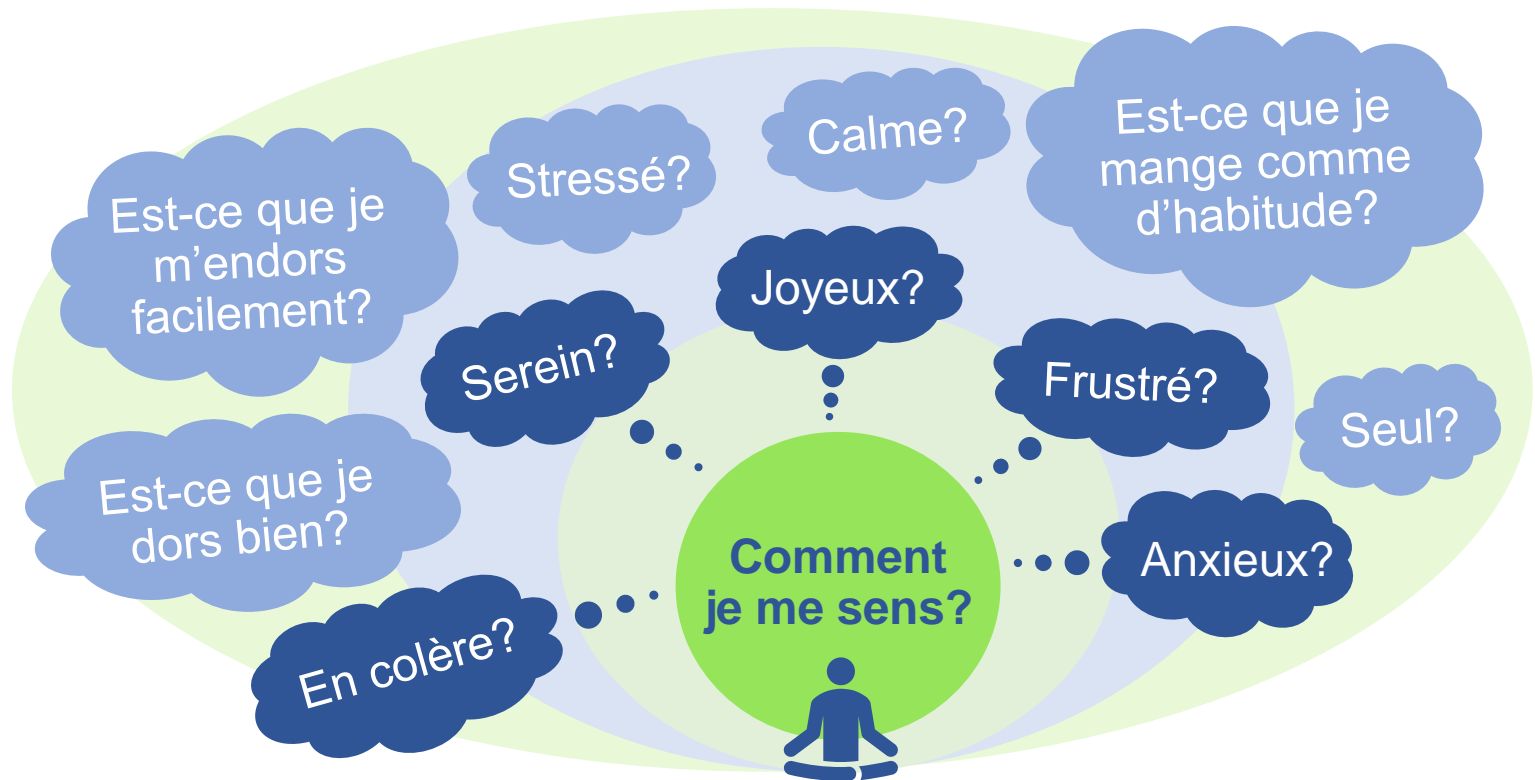 Calme?
Est-ce que je
mange comme
d’habitude?
Stressé?
Est-ce que je
m’endors
facilement?
Joyeux?
Serein?
Frustré?
Seul?
Est-ce que je
dors bien?
Anxieux?
Comment
je me sens?
En colère?